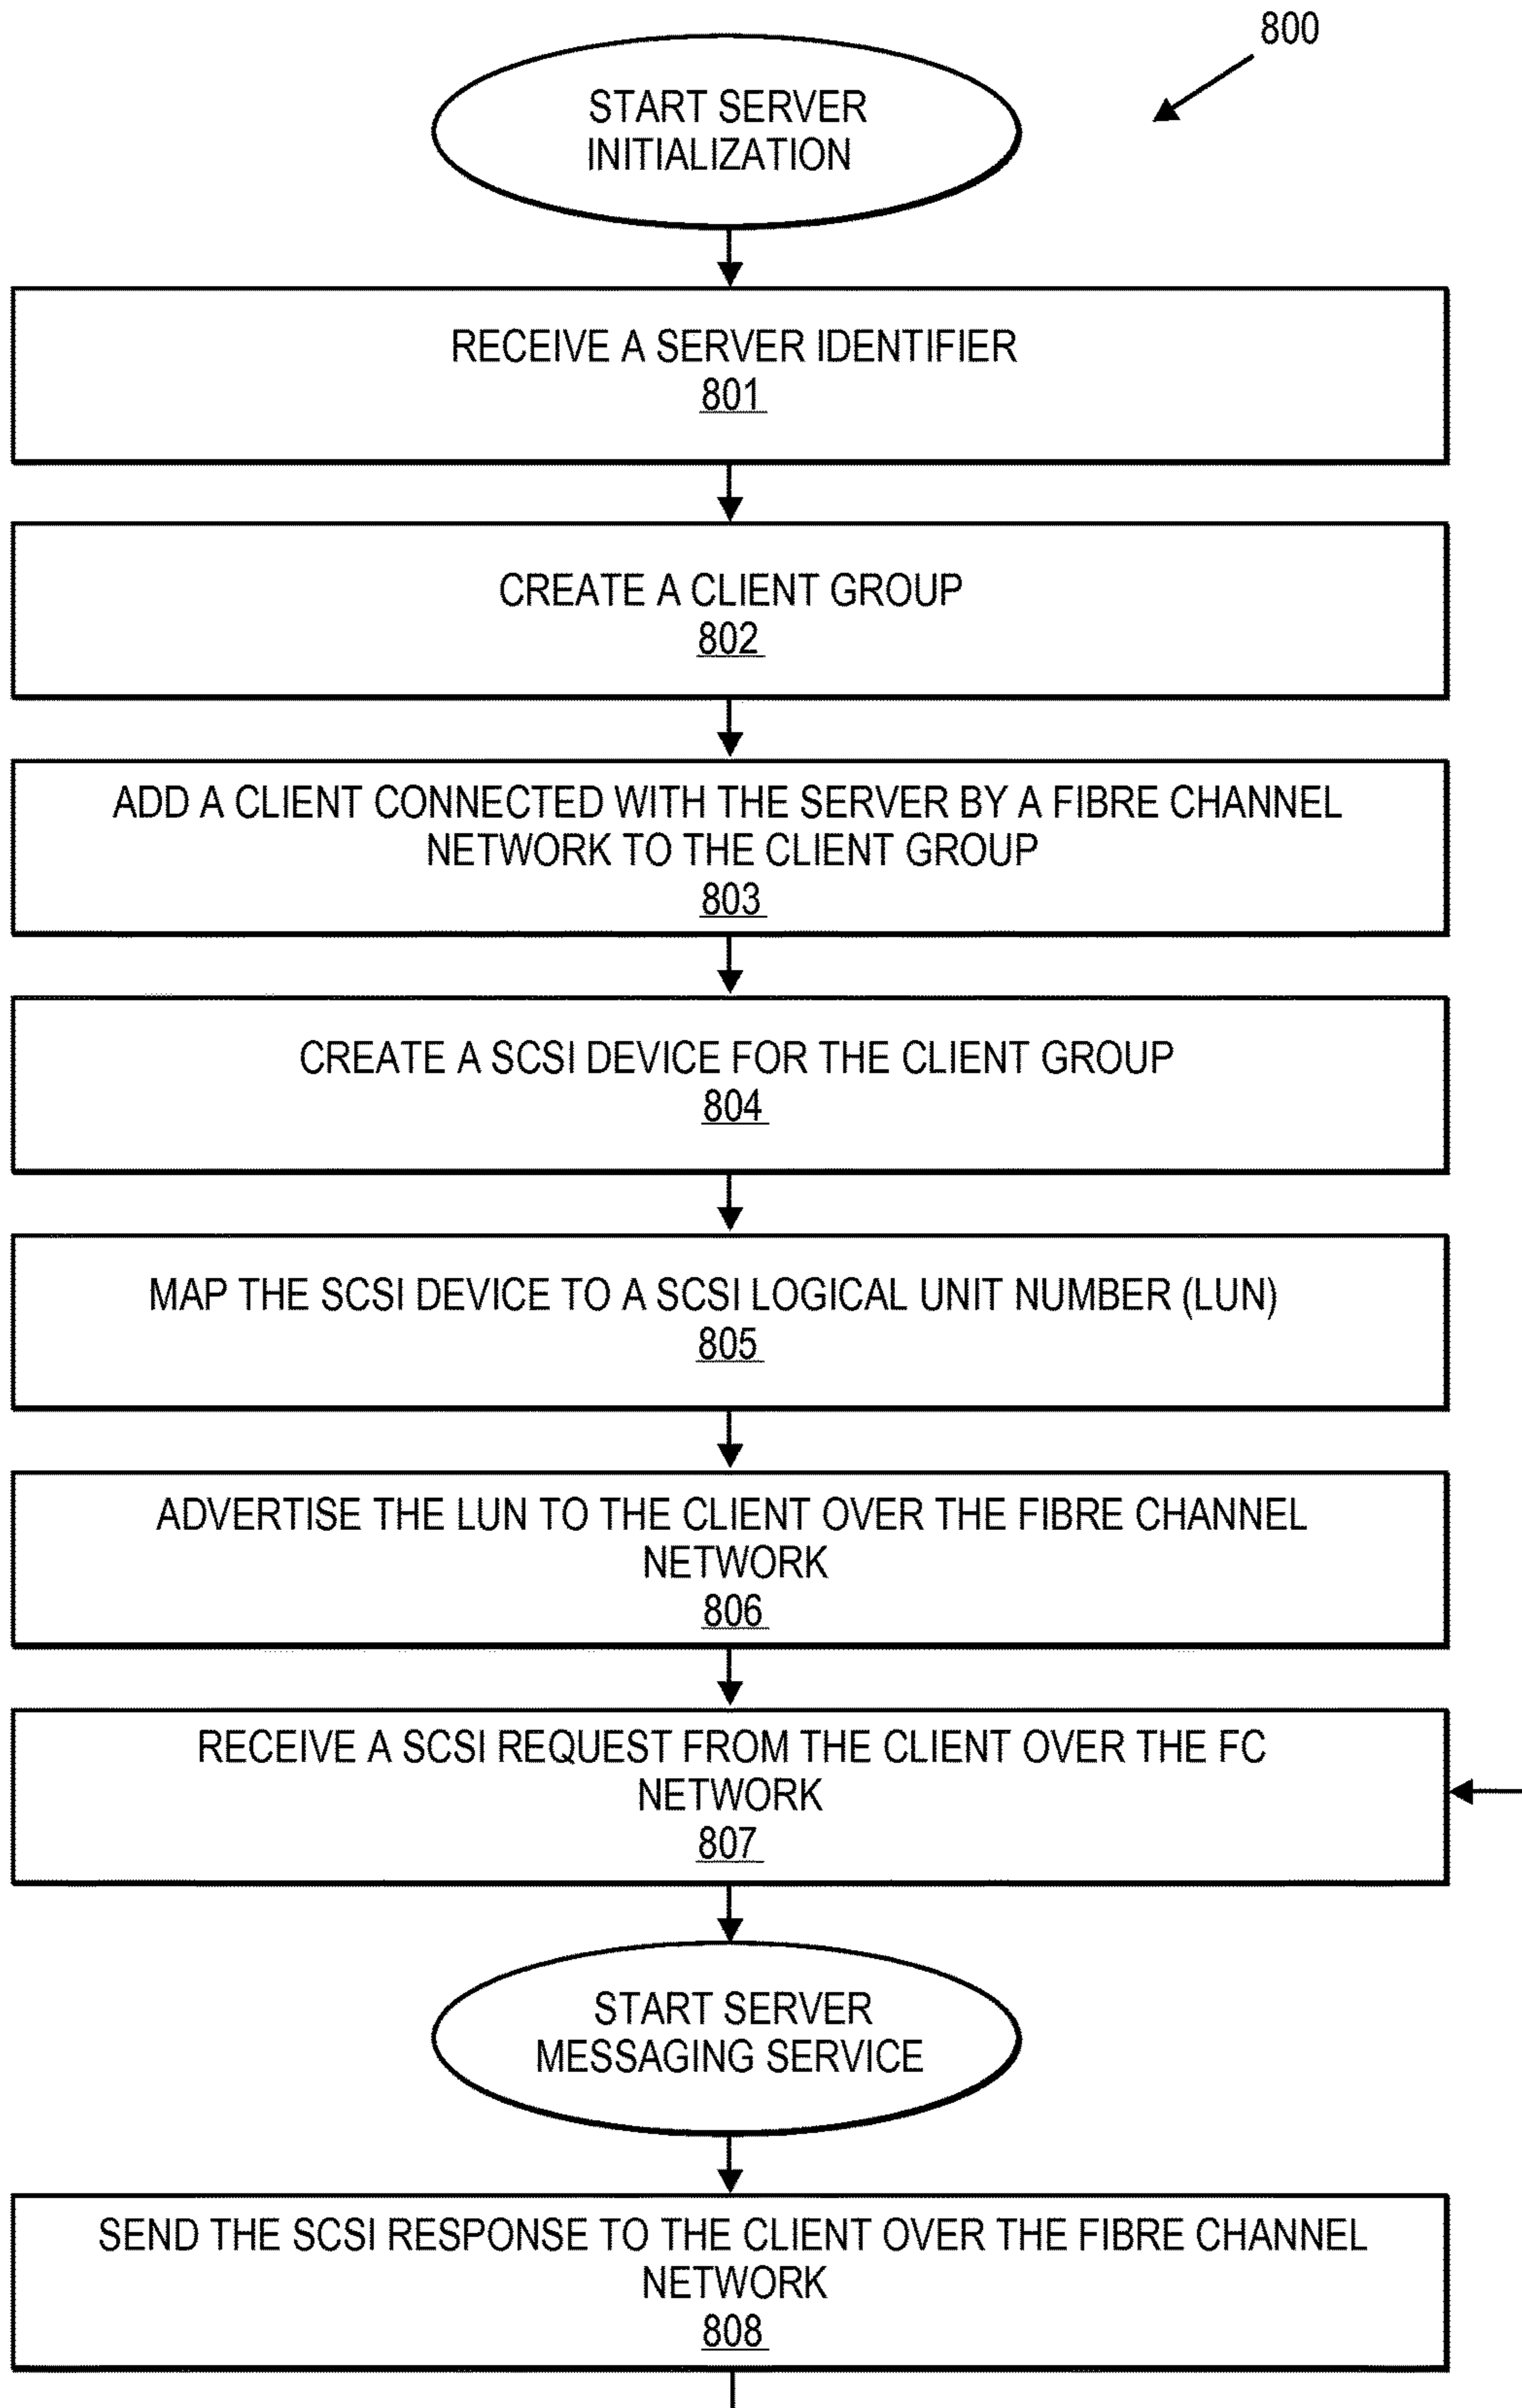 800
START SERVER
INITIALIZATION
RECEIVE A SERVER IDENTIFIER
801
CREATE A CLIENT GROUP
802
ADD A CLIENT CONNECTED WITH THE SERVER BY A FIBRE CHANNEL
NETWORK TO THE CLIENT GROUP
803
CREATE A SCSI DEVICE FOR THE CLIENT GROUP
804
MAP THE SCSI DEVICE TO A SCSI LOGICAL UNIT NUMBER (LUN)
805
ADVERTISE THE LUN TO THE CLIENT OVER THE FIBRE CHANNEL
NETWORK
806
RECEIVE A SCSI REQUEST FROM THE CLIENT OVER THE FC
NETWORK
807
START SERVER
MESSAGING SERVICE
SEND THE SCSI RESPONSE TO THE CLIENT OVER THE FIBRE CHANNEL
NETWORK
808